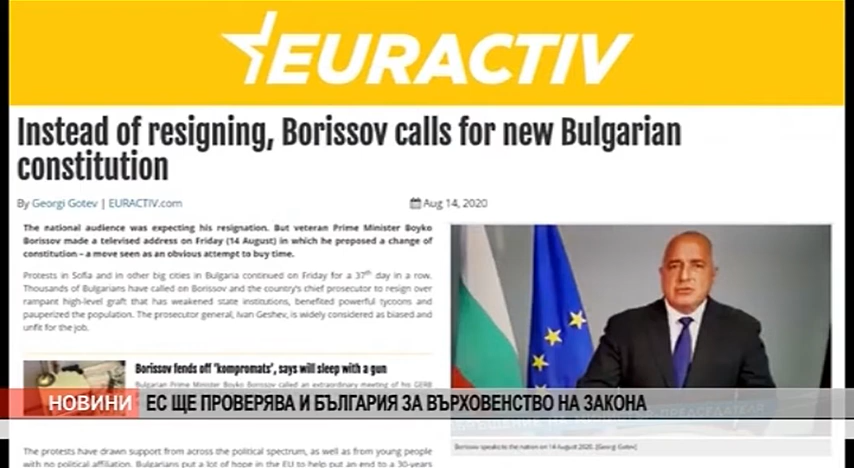 EURACTIV
Instead of resigning, Borissov calls for new Bulgarian
constitution
By Georgi Gotev | EURACTIV.com
Aug 14, 2020
The national audience was expecting his resignation. But veteran Prime Minister Boyko
Borissov made a televised address on Friday (14 August) in which he proposed a change of
constitution – a move seen as an obvious attempt to buy time.
Protests in Sofia and in other big cities in Bulgaria continued on Friday for a 37th day in a row.
Thousands of Bulgarians have called on Borissov and the country's chief prosecutor to resign over
rampant high-level graft that has weakened state institutions, benefited powerful tycoons and
pauperized the population. The prosecutor general, Ivan Geshev, is widely considered as biased and
unfit for the job.
Borissov fends off 'kompromats', says will sleep with a gun
Bulgarian Prime Minister Boyko Borissov called an extraordinary meeting of his GERB
НОВИНИ
ЕС ЩЕ ПРОВЕРЯВА И БЪЛГАРИЯ ЗА ВЪРХОВЕНСТВО НА ЗАКОНА
Borissov speaks to the nation on 14 August 2020. [Georgi Gotev]
The protests have drawn support from across the political spectrum, as well as from young people
with no political affiliation. Bulgarians put a lot of hope in the EU to help put an end to a 30-years